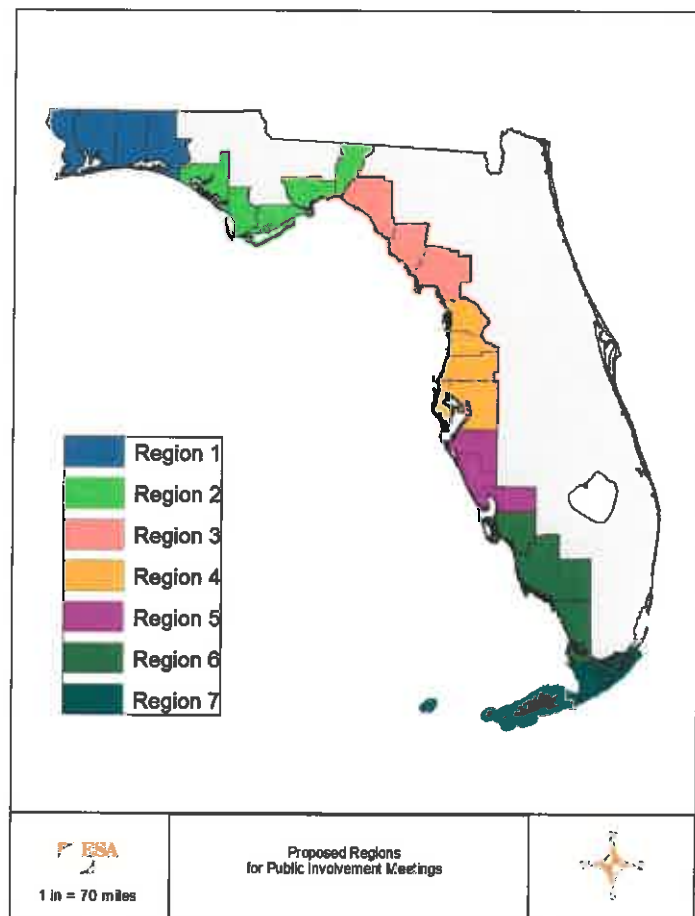 Region 1
Region 2
Region 3
Region 4
Region 5
Region 6
Region 7
ESA
1 in = 70 miles
Proposed Regions
for Public Involvement Meetings